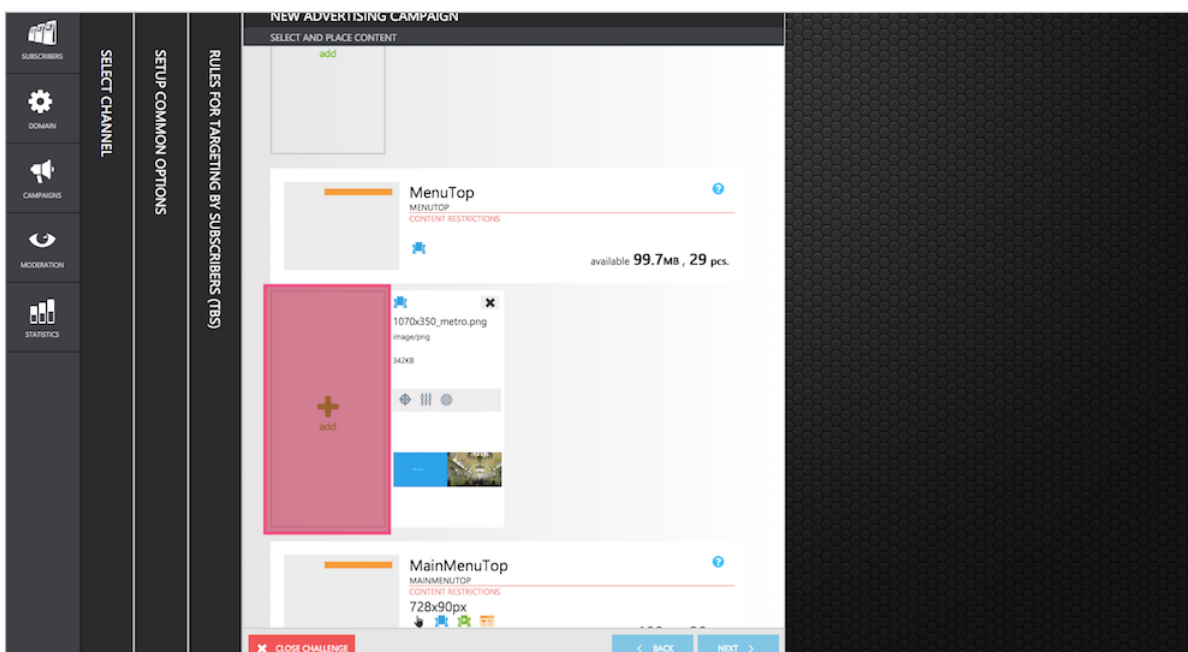 NEW ADVERTISING CAMPAIGN
SELECT AND PLACE CONTENT
SUBSCRIBERS
DOMAIN
CAMPAIGNS
MODERATION
STATISTICS
SELECT CHANNEL
SETUP COMMON OPTIONS
RULES FOR TARGETING BY SUBSCRIBERS (TBS)
add
MenuTop
MENUTOP
CONTENT RESTRICTIONS
available 99.7MB , 29 pcs.
add
1070x350_metro.png
image/png
342KB
MainMenuTop
MAINMENUTOP
CONTENT RESTRICTIONS
728x90px
CLOSE CHALLENGE
BACK
NEXT